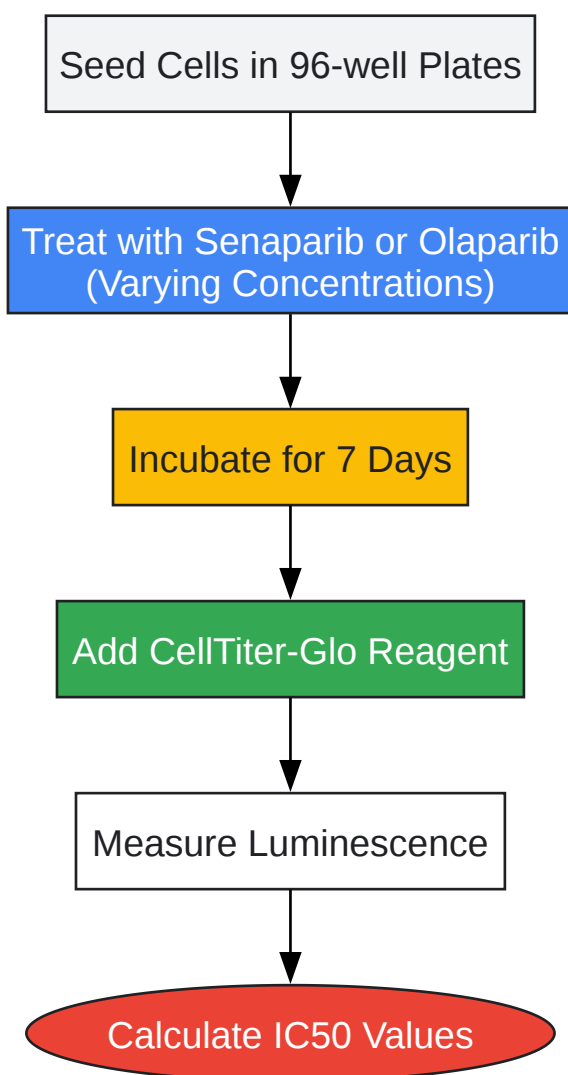 Seed Cells in 96-well Plates
Treat with Senaparib or Olaparib
(Varying Concentrations)
Incubate for 7 Days
Add CellTiter-Glo Reagent
Measure Luminescence
Calculate IC50 Values